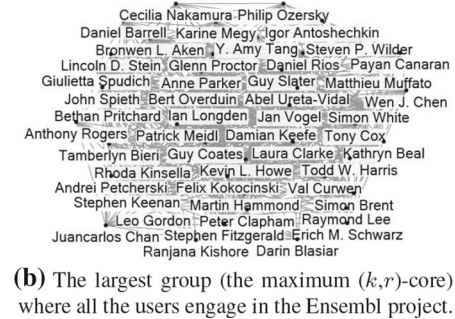 Cecilia Nakamura Philip Ozersky
Daniel Barrell Karine Megy, Igor Antoshechkin
Bronwen L. Aken Y. Amy Tang Steven P. Wilder
Lincoln D. Stein Glenn Proctor Daniel Rios Payan Canaran
Giulietta Spudich Anne Parker Guy Slater Matthieu Muffato
John Spieth Bert Overduin Abel Ureta-Vidal Wen J. Chen
Bethan Pritchard Ian Longden Jan Vogel Simon White
Anthony Rogers Patrick Meidl Damian Keefe Tony Cox
Tamberlyn Bieri Guy Coates Laura Clarke Kathryn Beal
Rhoda Kinsella Kevin L. Howe Todd W. Harris
Andrei Petcherski Felix Kokocinski Val Curwen
Stephen Keenan Martin Hammond Simon Brent
Leo Gordon Peter Clapham Raymond Lee
Juancarlos Chan Stephen Fitzgerald Erich M. Schwarz
Ranjana Kishore Darin Blasiar
(b) The largest group (the maximum (k,r)-core)
where all the users engage in the Ensembl project.